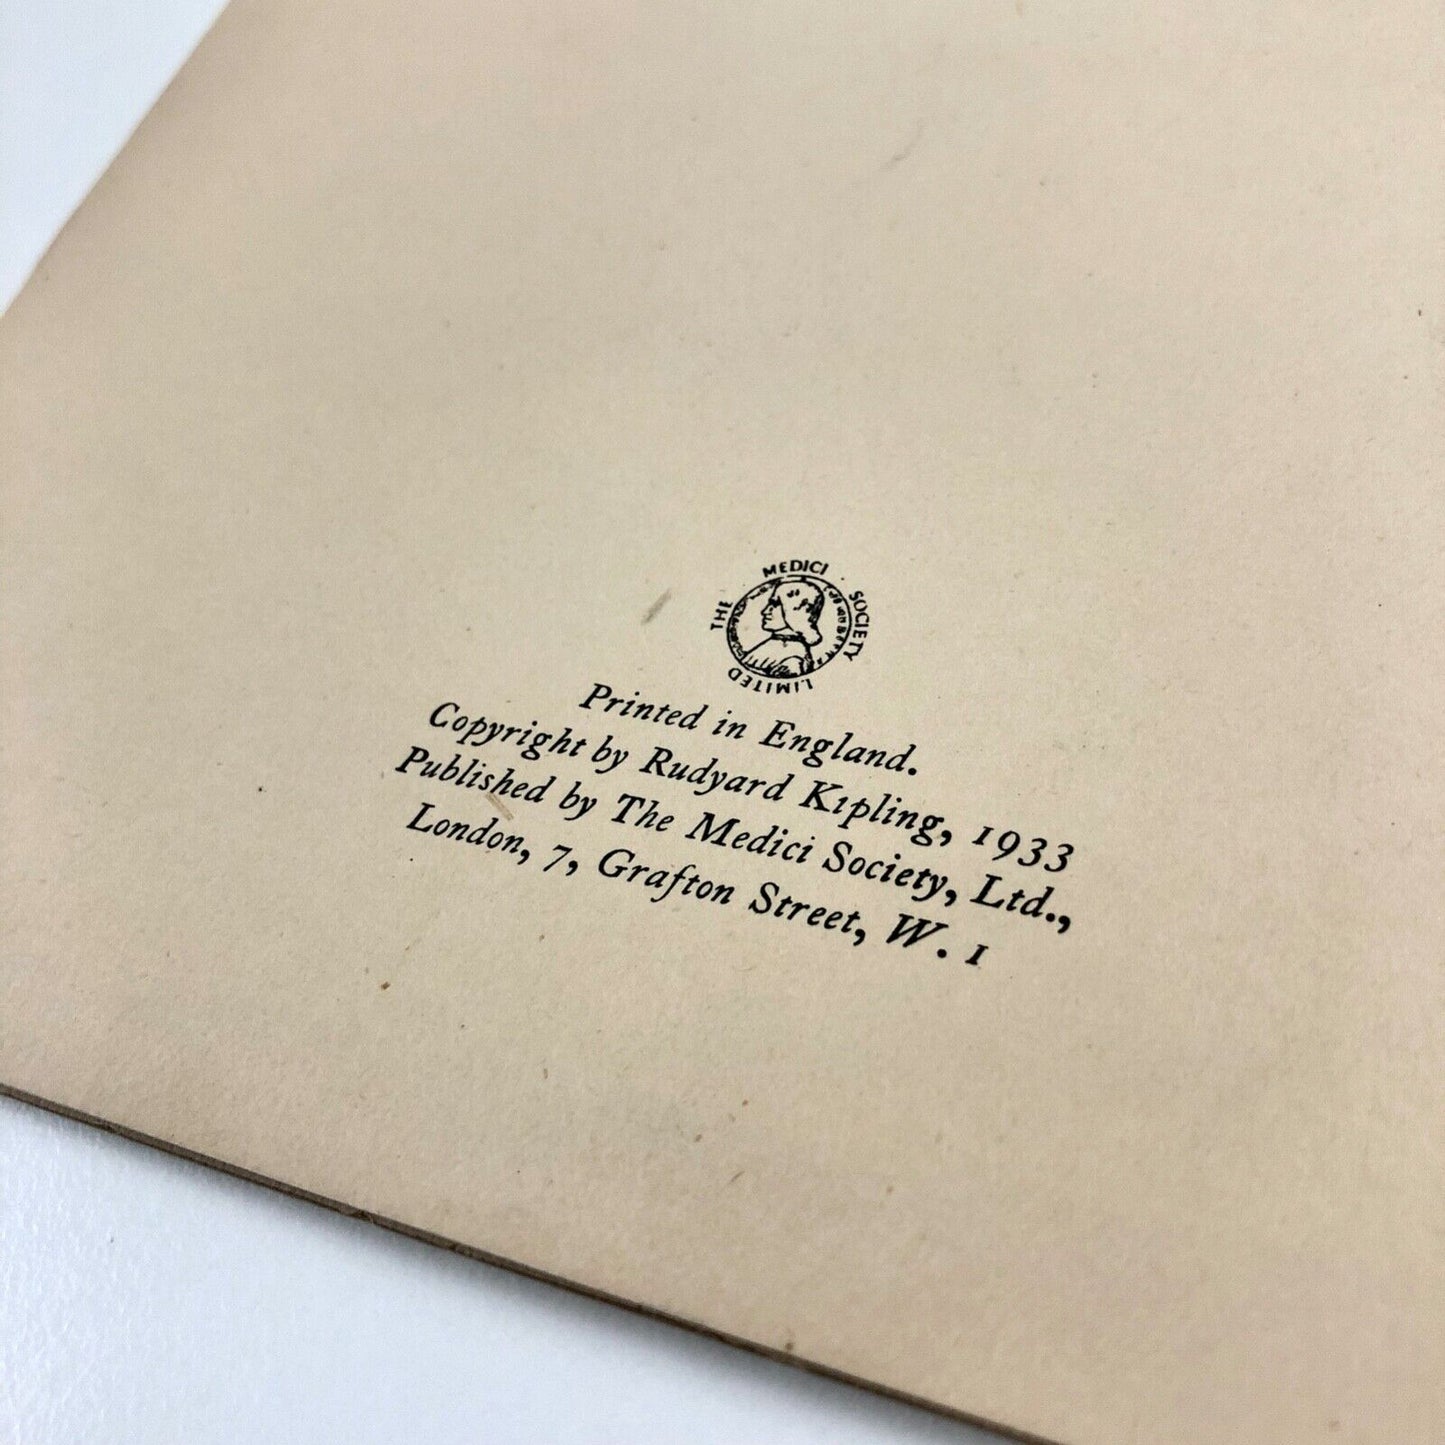 THE MEDICI SOCIETY LIMITED
Printed in England.
Copyright by Rudyard Kipling, 1933
Published by The Medici Society, Ltd.,
London, 7, Grafton Street, W. 1